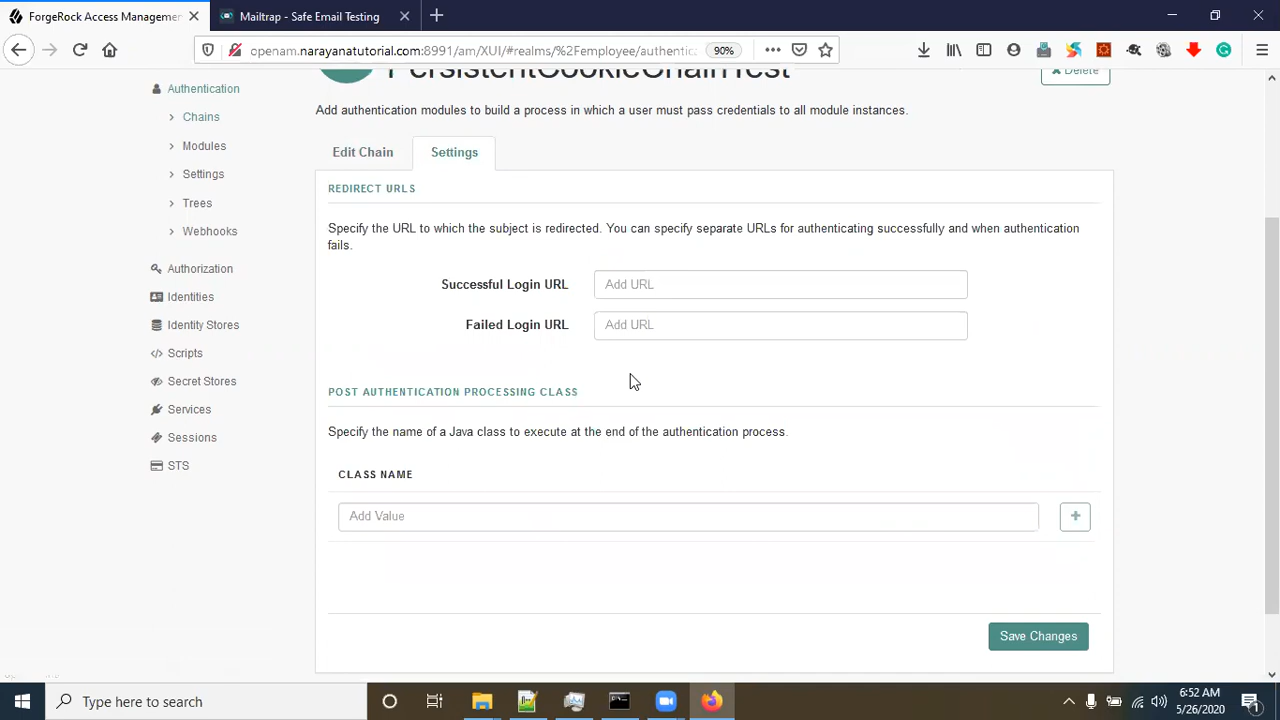 ForgeRock Access Managemen
Mailtrap - Safe Email Testing
openam.narayanatutorial.com:8991/am/XUI/#realms/%2Femployee/authentic
90%
PersistentCookieChainTest
Delete
Authentication
Add authentication modules to build a process in which a user must pass credentials to all module instances.
Chains
Modules
Settings
Trees
Webhooks
Authorization
Identities
Identity Stores
Scripts
Secret Stores
Services
Sessions
STS
Edit Chain
Settings
REDIRECT URLS
Specify the URL to which the subject is redirected. You can specify separate URLs for authenticating successfully and when authentication
fails.
Successful Login URL
Add URL
Failed Login URL
Add URL
POST AUTHENTICATION PROCESSING CLASS
Specify the name of a Java class to execute at the end of the authentication process.
CLASS NAME
Add Value
Save Changes
Type here to search
6:52 AM
5/26/2020